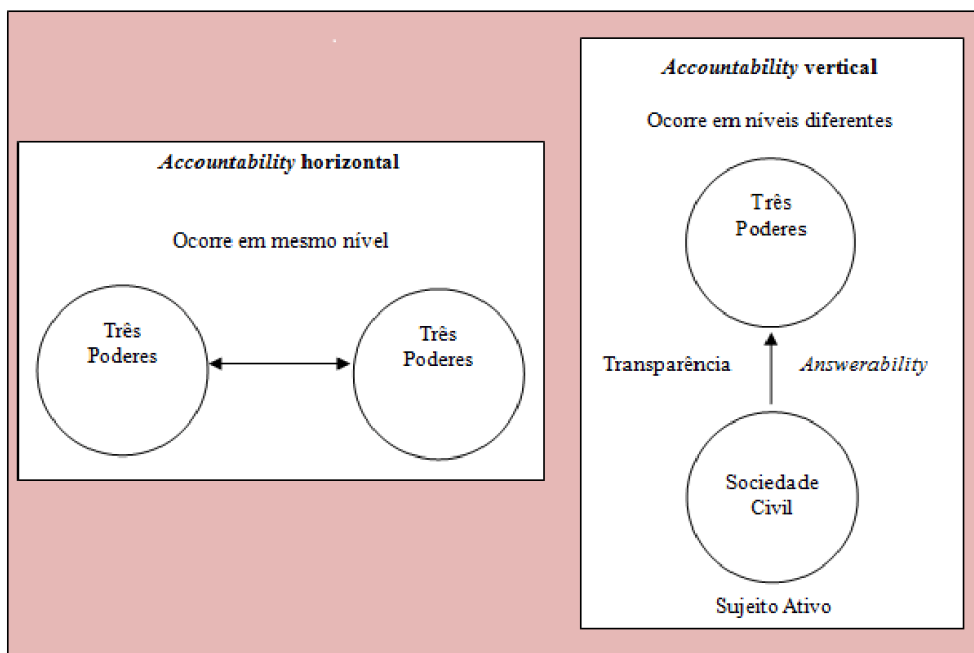 Accountability horizontal
Ocorre em mesmo nível
Três
Poderes
Três
Poderes
Accountability vertical
Ocorre em níveis diferentes
Três
Poderes
Transparência
Answerability
Sociedade
Civil
Sujeito Ativo